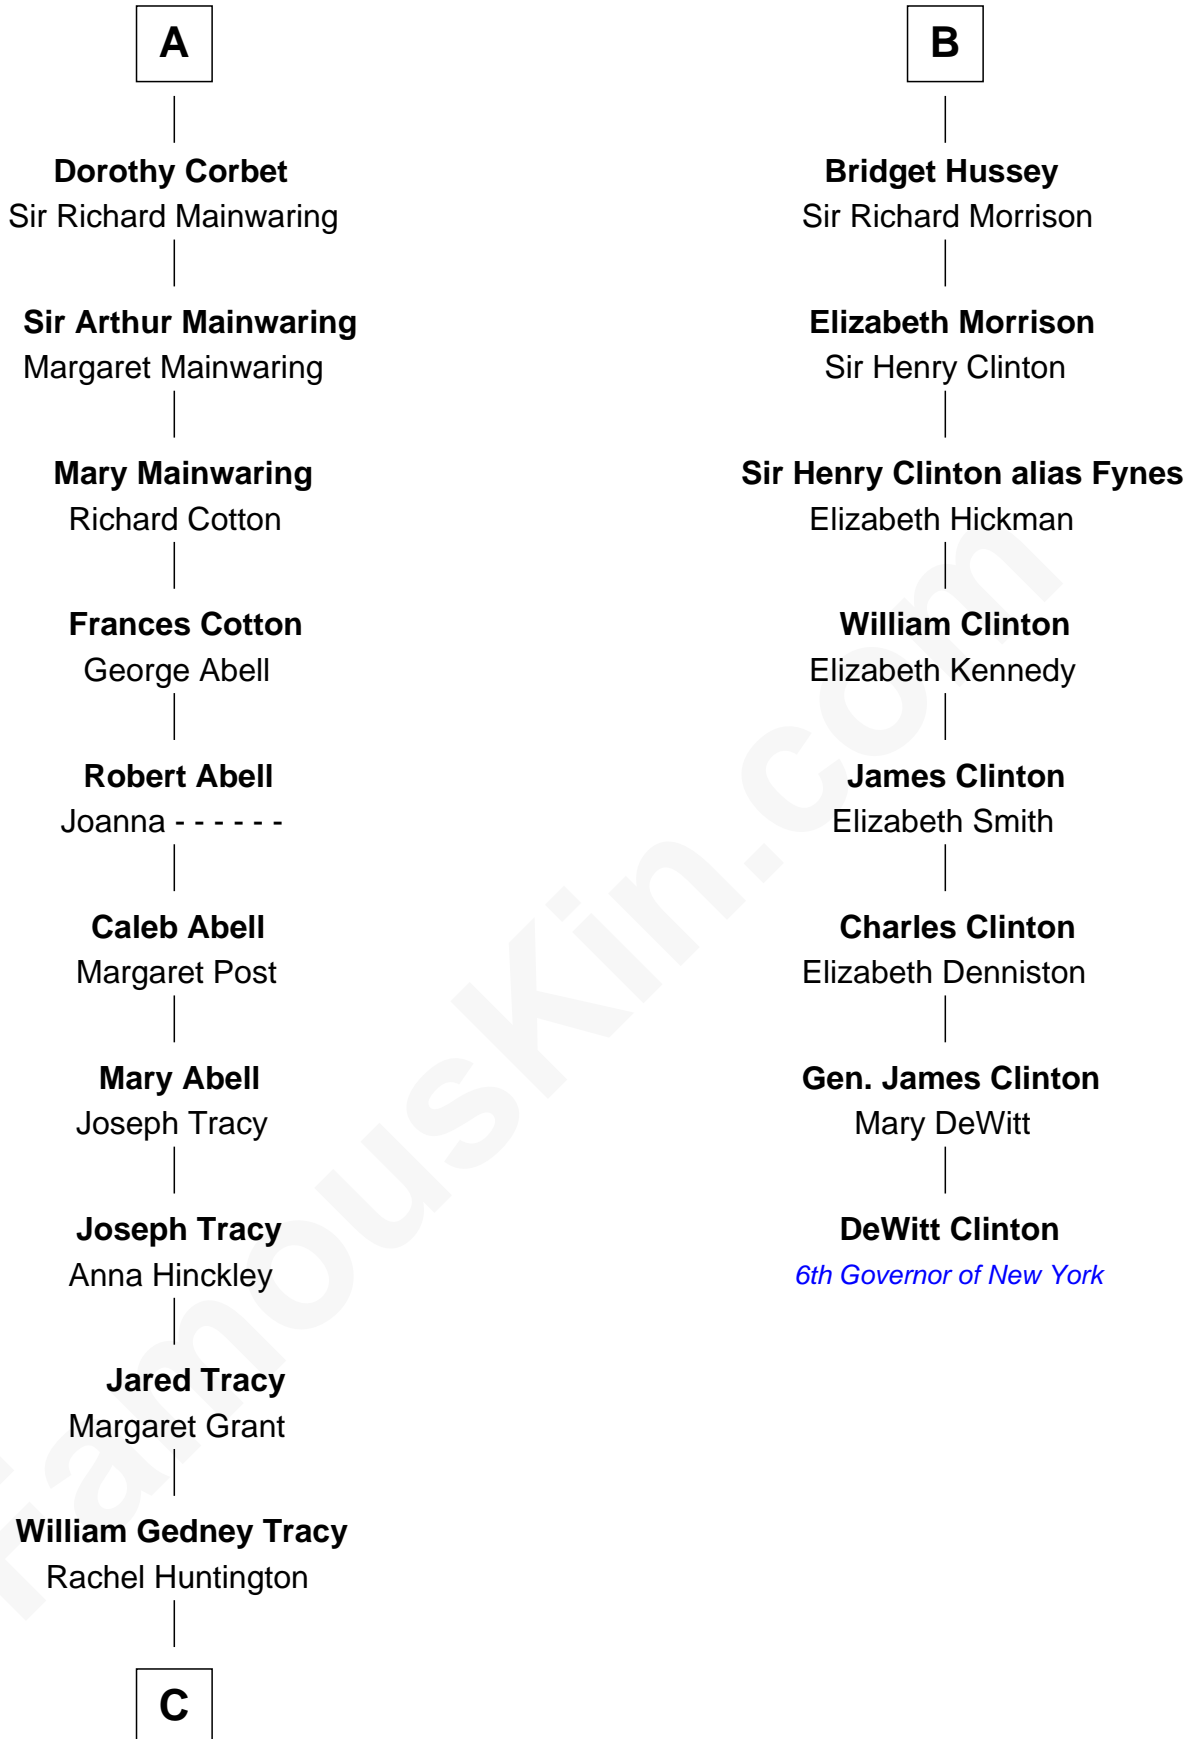 A
Dorothy Corbet
Sir Richard Mainwaring
Sir Arthur Mainwaring
Margaret Mainwaring
Mary Mainwaring
Richard Cotton
Frances Cotton
George Abell
Robert Abell
Joanna - - - - - -
Caleb Abell
Margaret Post
Mary Abell
Joseph Tracy
Joseph Tracy
Anna Hinckley
Jared Tracy
Margaret Grant
William Gedney Tracy
Rachel Huntington
C
B
Bridget Hussey
Sir Richard Morrison
Elizabeth Morrison
Sir Henry Clinton
Sir Henry Clinton alias Fynes
Elizabeth Hickman
William Clinton
Elizabeth Kennedy
James Clinton
Elizabeth Smith
Charles Clinton
Elizabeth Denniston
Gen. James Clinton
Mary DeWitt
DeWitt Clinton
6th Governor of New York
FamousKin.com